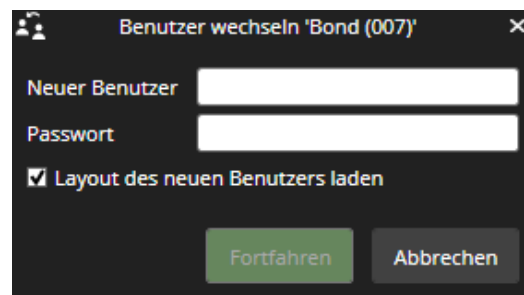 Benutzer wechseln 'Bond (007)'
Neuer Benutzer
Passwort
Layout des neuen Benutzers laden
Fortfahren Abbrechen